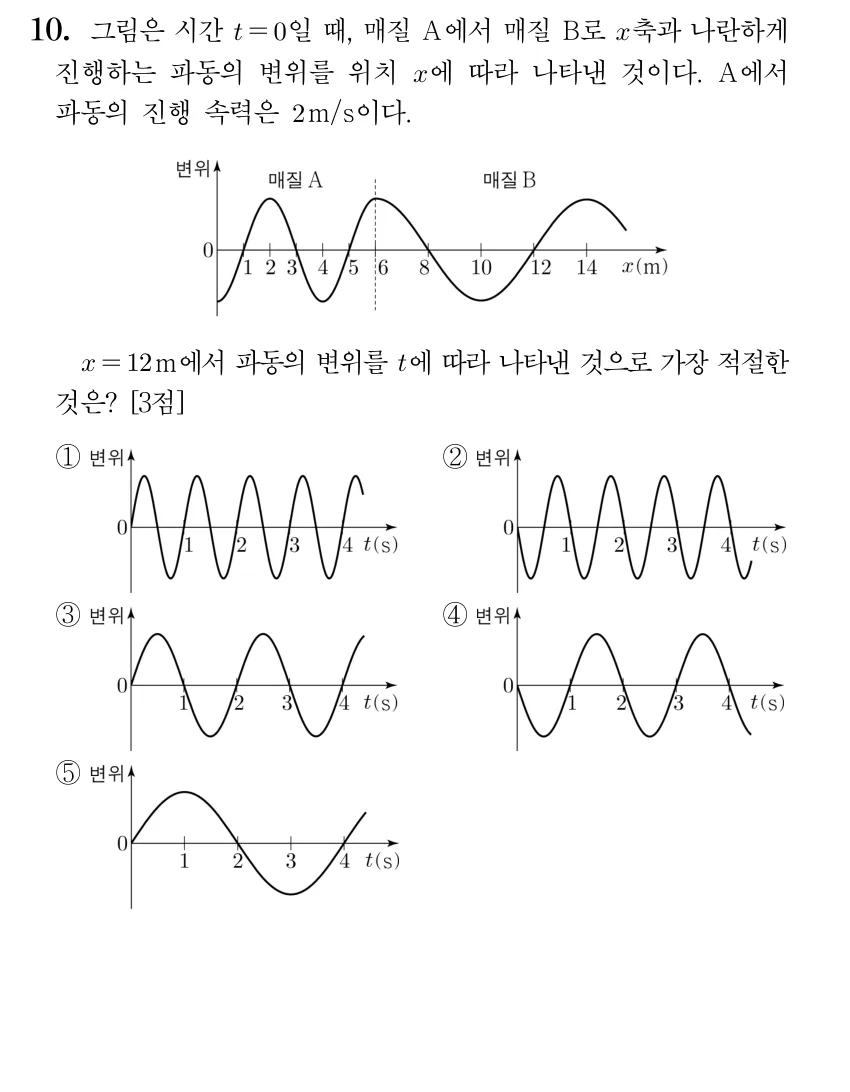 10. 그림은 시간 t=0일 때, 매질 A에서 매질 B로 x축과 나란하게
진행하는 파동의 변위를 위치 x에 따라 나타낸 것이다. A에서
파동의 진행 속력은 2m/s이다.
변위 매질 A 매질 B
0 1 2 3 4 5 6 8 10 12 14 x(m)
x=12m에서 파동의 변위를 t에 따라 나타낸 것으로 가장 적절한
것은? [3점]
① 변위 0 1 2 3 4 t(s)
② 변위 0 1 2 3 4 t(s)
③ 변위 0 1 2 3 4 t(s)
④ 변위 0 1 2 3 4 t(s)
⑤ 변위 0 1 2 3 4 t(s)